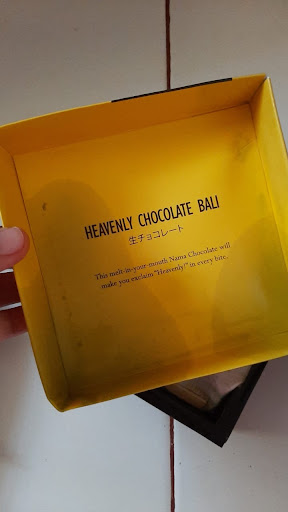 HEAVENLY CHOCOLATE BALI
生チョコレート
This melt-in-your-mouth Nama Chocolate will
make you exclaim "Heavenly!" in every bite.